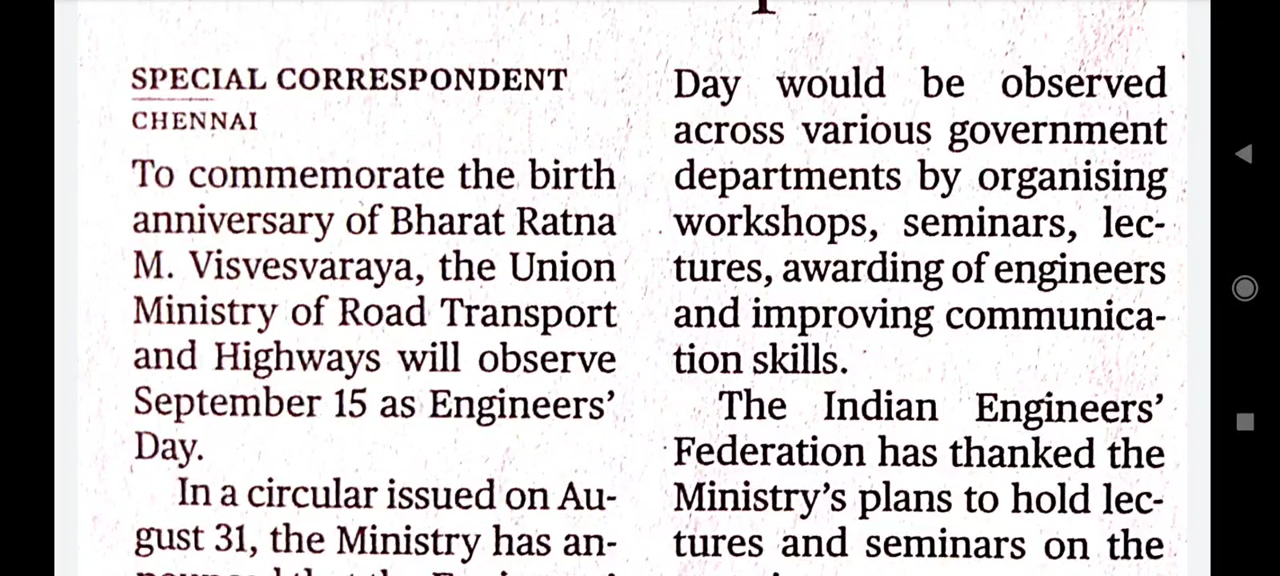 SPECIAL CORRESPONDENT
CHENNAI
To commemorate the birth
anniversary of Bharat Ratna
M. Visvesvaraya, the Union
Ministry of Road Transport
and Highways will observe
September 15 as Engineers’
Day.
In a circular issued on Au-
gust 31, the Ministry has an-
Day would be observed
across various government
departments by organising
workshops, seminars, lec-
tures, awarding of engineers
and improving communica-
tion skills.
The Indian Engineers’
Federation has thanked the
Ministry’s plans to hold lec-
tures and seminars on the